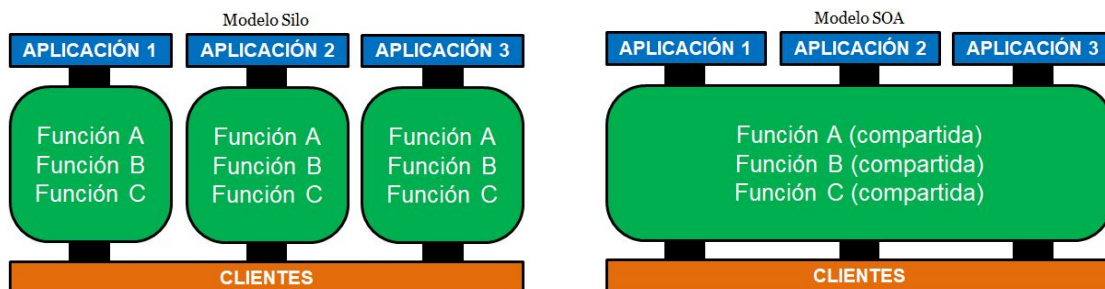 Modelo Silo
APLICACIÓN 1
APLICACIÓN 2
APLICACIÓN 3
Función A
Función B
Función C
Función A
Función B
Función C
Función A
Función B
Función C
CLIENTES
Modelo SOA
APLICACIÓN 1
APLICACIÓN 2
APLICACIÓN 3
Función A (compartida)
Función B (compartida)
Función C (compartida)
CLIENTES